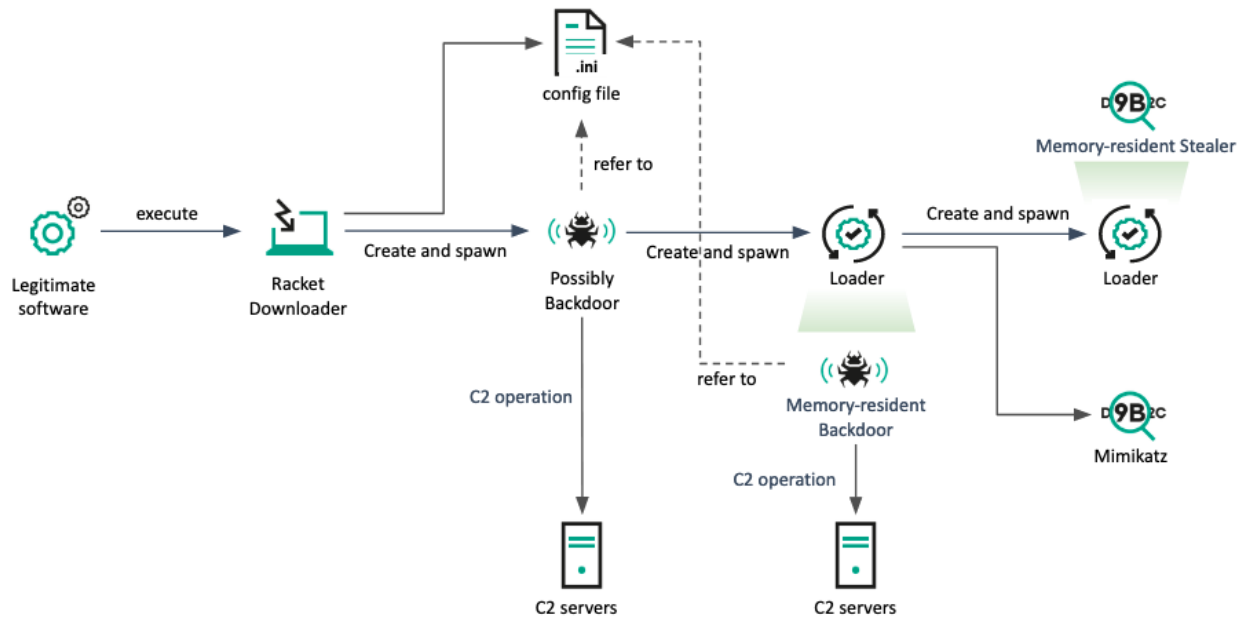 .ini
config file
D9B2C
Memory-resident Stealer
refer to
execute
Create and spawn
Create and spawn
Create and spawn
Legitimate
software
Racket
Downloader
Possibly
Backdoor
Loader
Loader
refer to
C2 operation
Memory-resident
Backdoor
D9B2C
Mimikatz
C2 operation
C2 servers
C2 servers